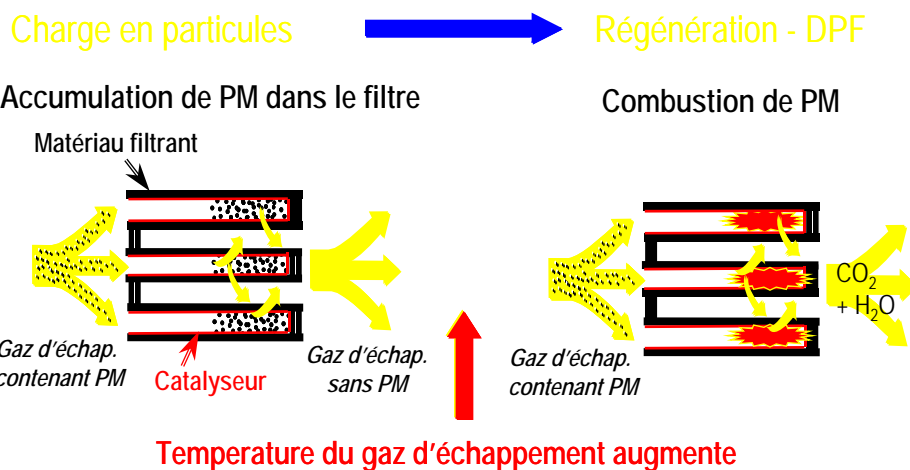 Charge en particules
Régénération - DPF
Accumulation de PM dans le filtre
Combustion de PM
Matériau filtrant
CO2
+ H2O
Gaz d'échap.
contenant PM
Catalyseur
Gaz d'échap.
sans PM
Gaz d'échap.
contenant PM
Temperature du gaz d'échappement augmente